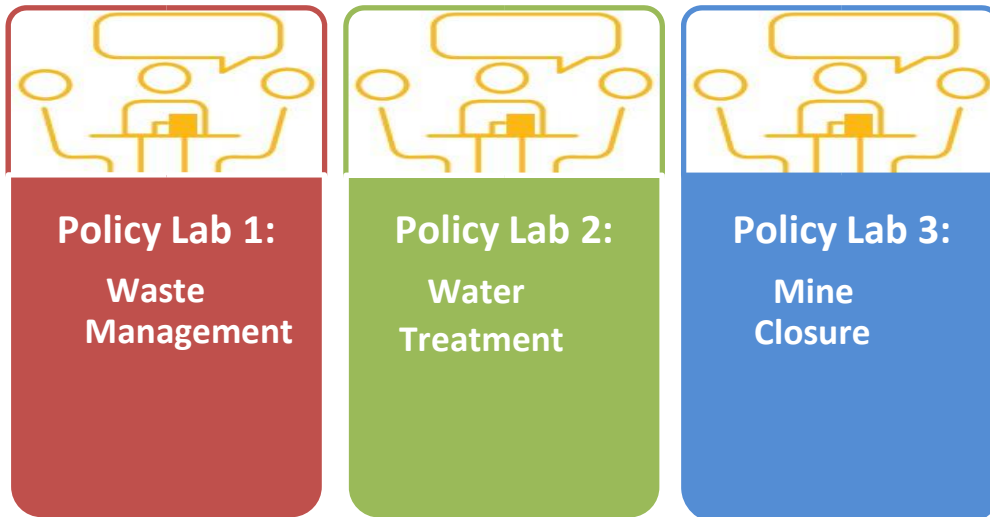 Policy Lab 1:
Waste
Management
Policy Lab 2:
Water
Treatment
Policy Lab 3:
Mine
Closure